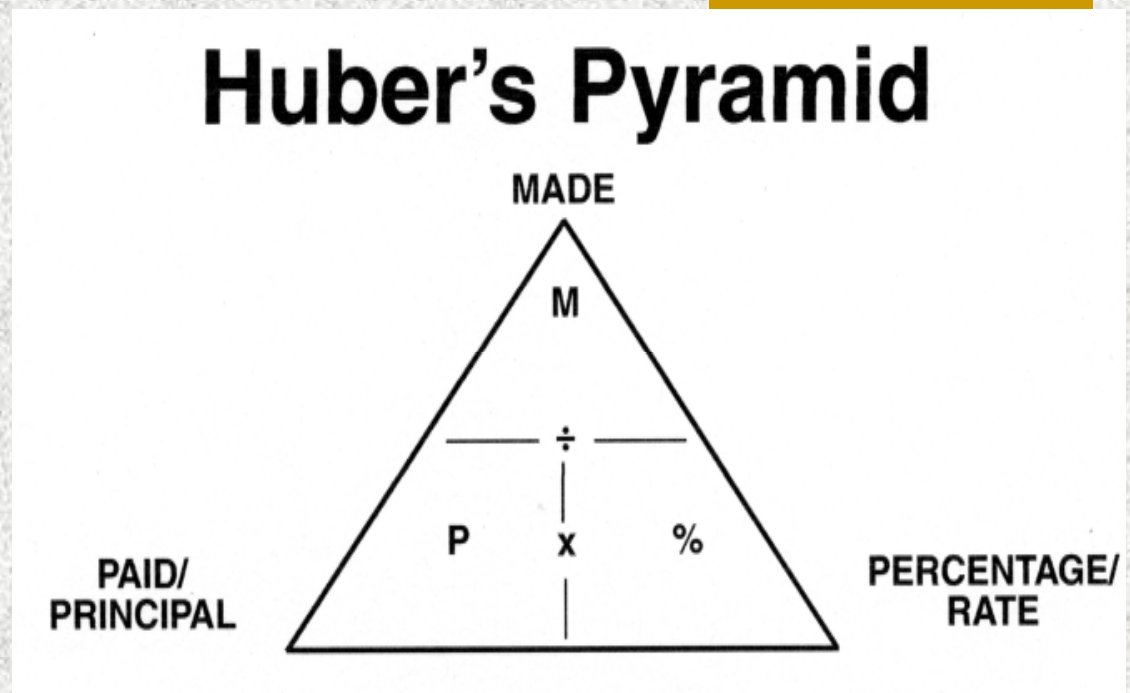 Huber's Pyramid
MADE
M
÷
P x %
PAID/
PRINCIPAL
PERCENTAGE/
RATE